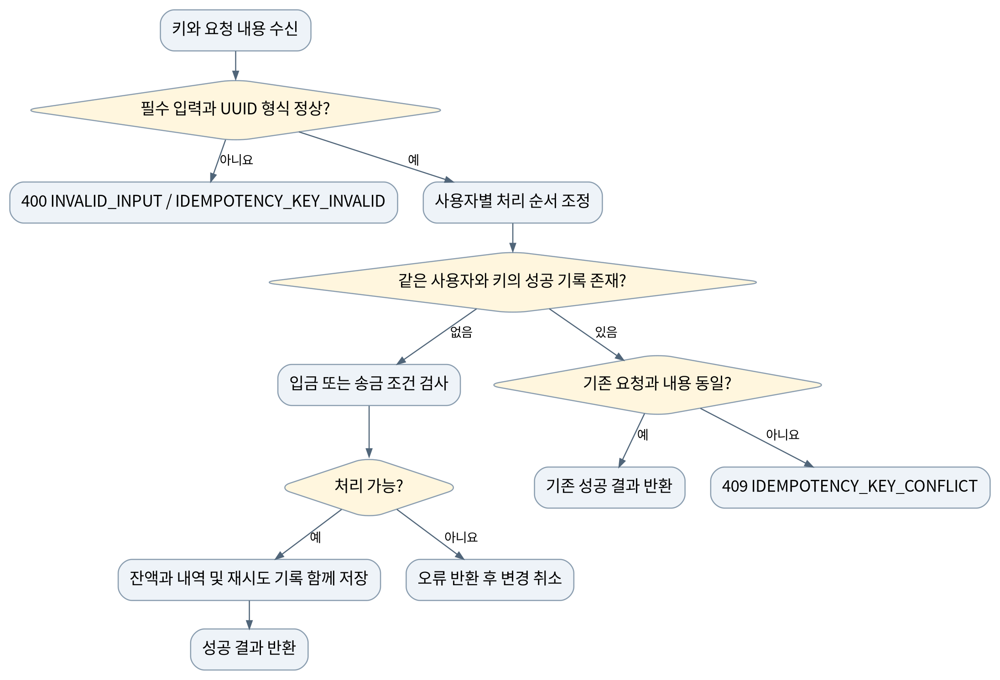 키와 요청 내용 수신
필수 입력과 UUID 형식 정상?
아니요
예
400 INVALID_INPUT / IDEMPOTENCY_KEY_INVALID
사용자별 처리 순서 조정
같은 사용자와 키의 성공 기록 존재?
없음
있음
입금 또는 송금 조건 검사
기존 요청과 내용 동일?
예
아니요
처리 가능?
기존 성공 결과 반환
409 IDEMPOTENCY_KEY_CONFLICT
예
아니요
잔액과 내역 및 재시도 기록 함께 저장
오류 반환 후 변경 취소
성공 결과 반환